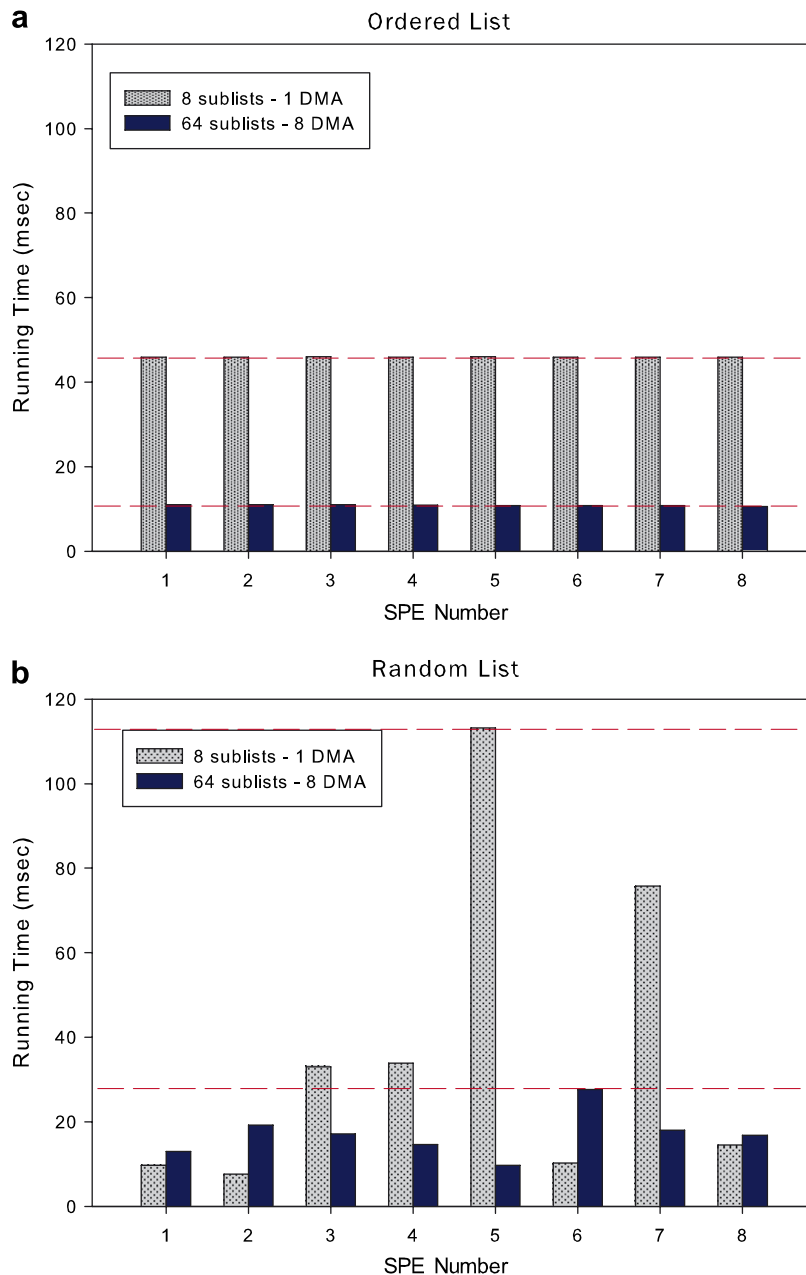 a
Ordered List
120
100
80
60
40
20
0
Running Time (msec)
8 sublists - 1 DMA
64 sublists - 8 DMA
1 2 3 4 5 6 7 8
SPE Number
b
Random List
120
100
80
60
40
20
0
Running Time (msec)
8 sublists - 1 DMA
64 sublists - 8 DMA
1 2 3 4 5 6 7 8
SPE Number